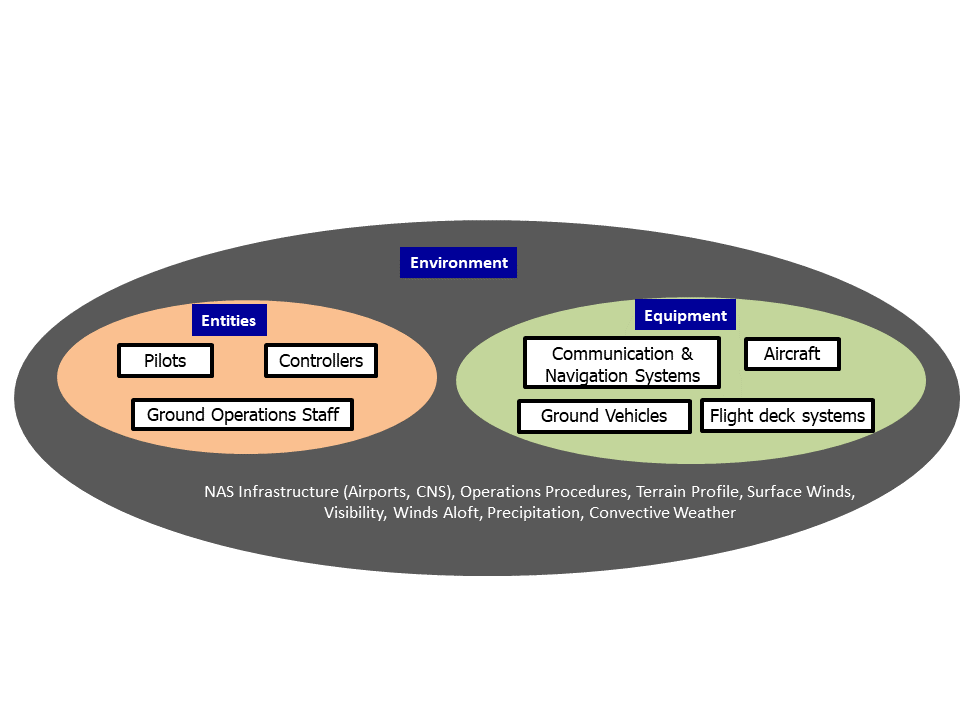 Environment
Entities
Equipment
Pilots
Controllers
Ground Operations Staff
Communication &
Navigation Systems
Aircraft
Ground Vehicles
Flight deck systems
NAS Infrastructure (Airports, CNS), Operations Procedures, Terrain Profile, Surface Winds,
Visibility, Winds Aloft, Precipitation, Convective Weather